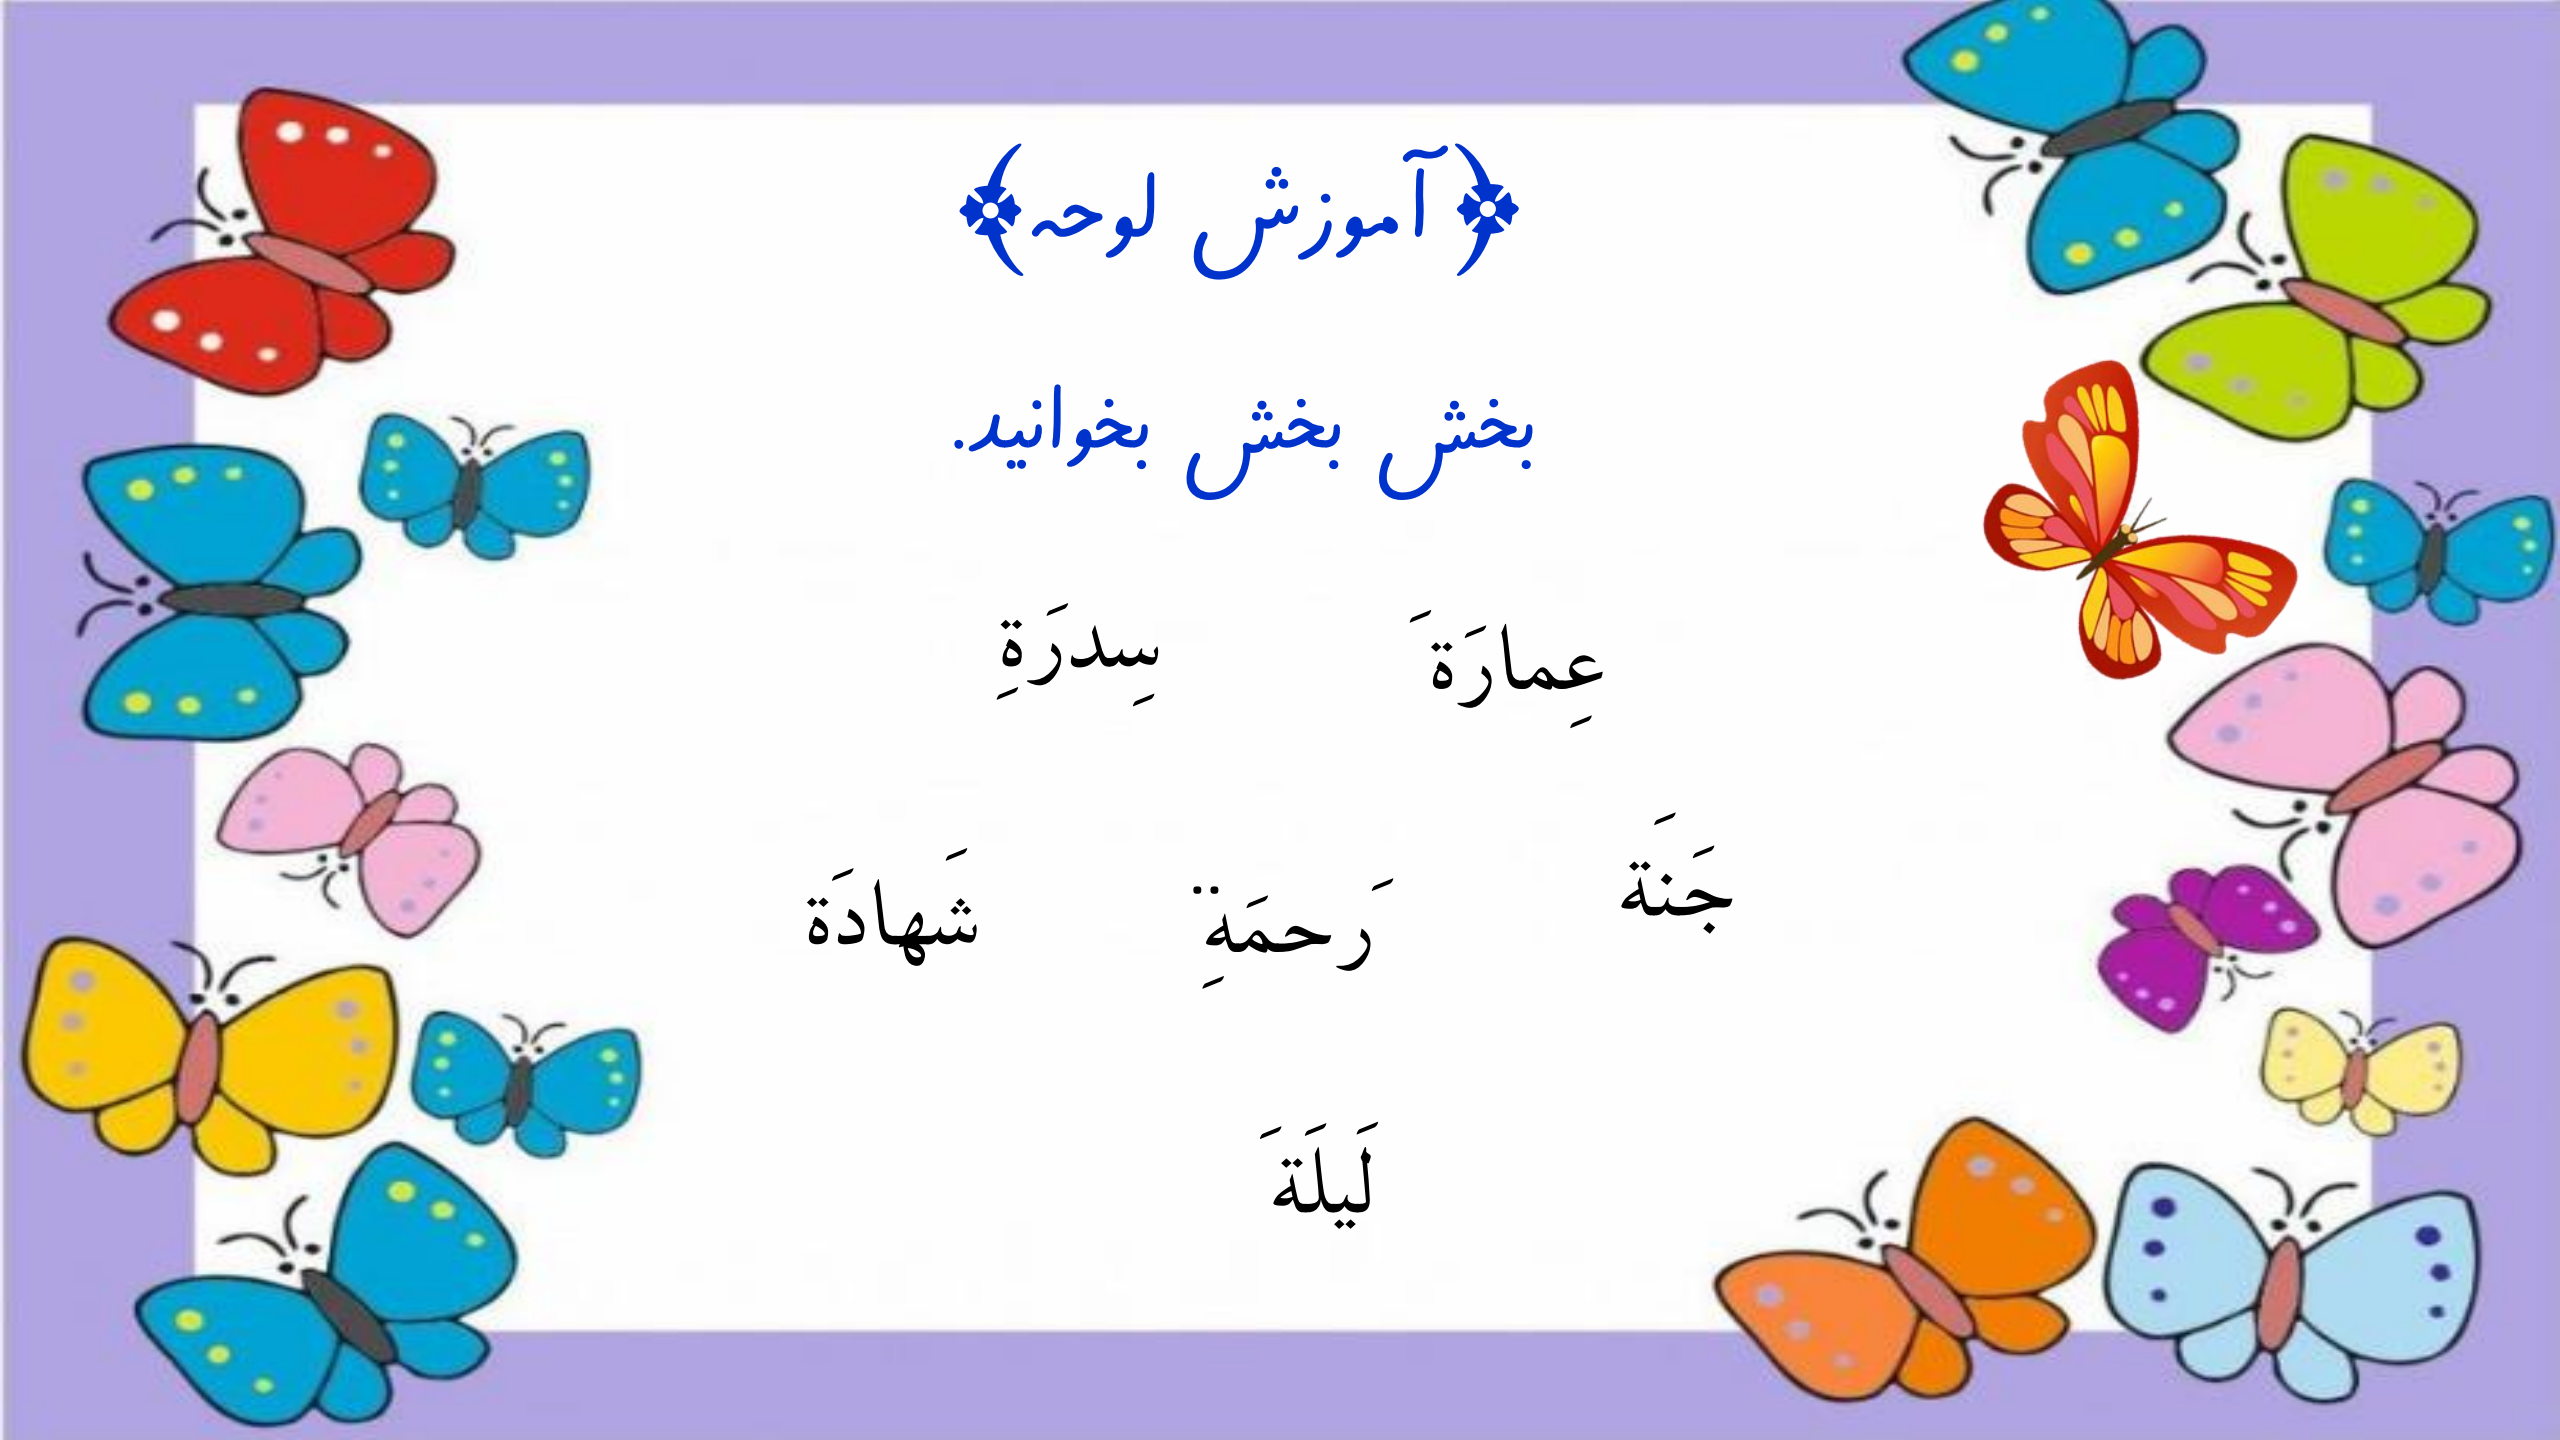 ﴿آموزش لوحه﴾
بخش بخش بخوانید.
عِمارَةَ سِدرَةِ
جَنَةَ رَحمَةِ شَهادَة
لَیلَةَ